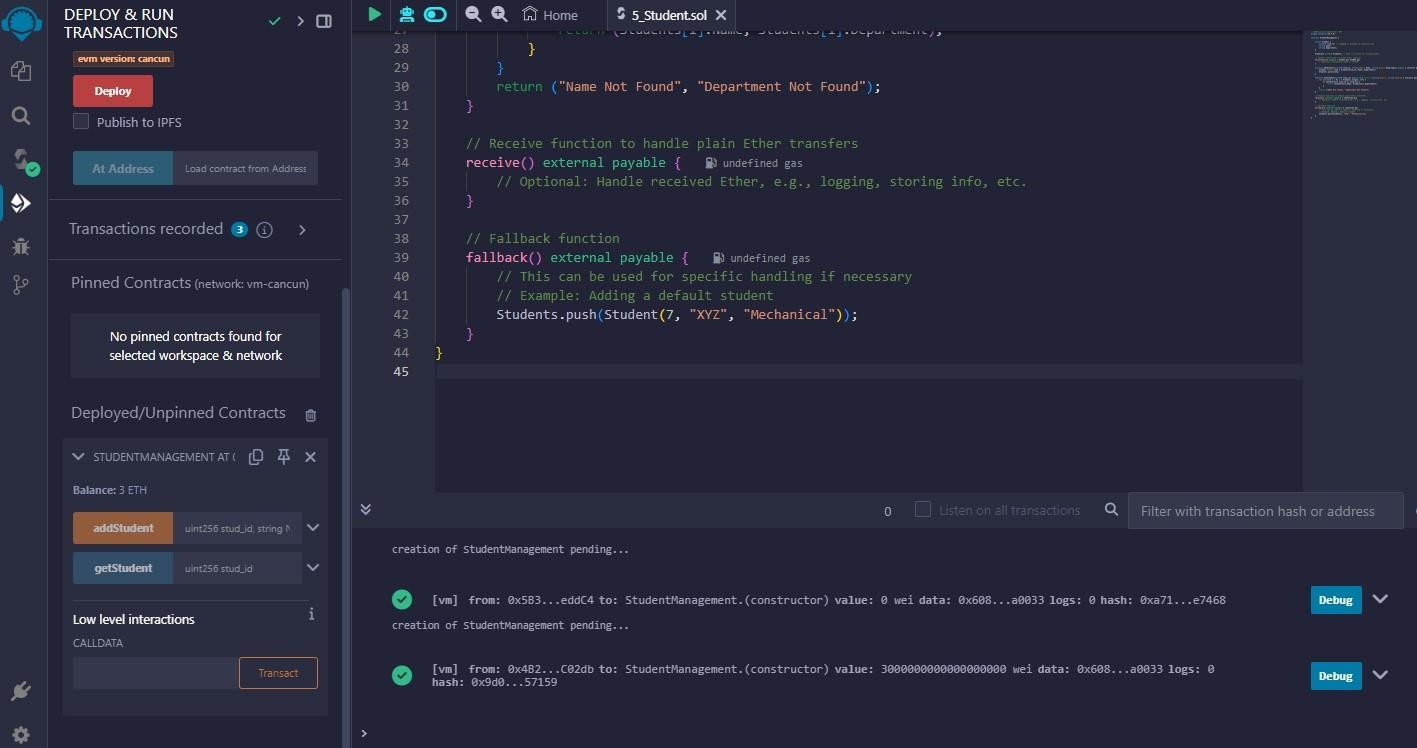 DEPLOY & RUN
TRANSACTIONS
evm version: cancun
Deploy
Publish to IPFS
At Address
Load contract from Address
Transactions recorded 3
Pinned Contracts (network: vm-cancun)
No pinned contracts found for
selected workspace & network
Deployed/Unpinned Contracts
STUDENTMANAGEMENT AT (
Balance: 3 ETH
addStudent
uint256 stud_id, string N
getStudent
uint256 stud_id
Low level interactions
i
CALLDATA
Transact
Home
5_Student.sol
27 return (Students[i].Name, Students[i].Department);
28 }
29 }
30 return ("Name Not Found", "Department Not Found");
31 }
32
33 // Receive function to handle plain Ether transfers
34 receive() external payable { undefined gas
35 // Optional: Handle received Ether, e.g., logging, storing info, etc.
36 }
37
38 // Fallback function
39 fallback() external payable { undefined gas
40 // This can be used for specific handling if necessary
41 // Example: Adding a default student
42 Students.push(Student(7, "XYZ", "Mechanical"));
43 }
44 }
45
0
Listen on all transactions
Filter with transaction hash or address
creation of StudentManagement pending...
[vm] from: 0x5B3...eddC4 to: StudentManagement.(constructor) value: 0 wei data: 0x608...a0033 logs: 0 hash: 0xa71...e7468
Debug
creation of StudentManagement pending...
[vm] from: 0x4B2...C02db to: StudentManagement.(constructor) value: 3000000000000000000 wei data: 0x608...a0033 logs: 0
hash: 0x9d0...57159
Debug
>